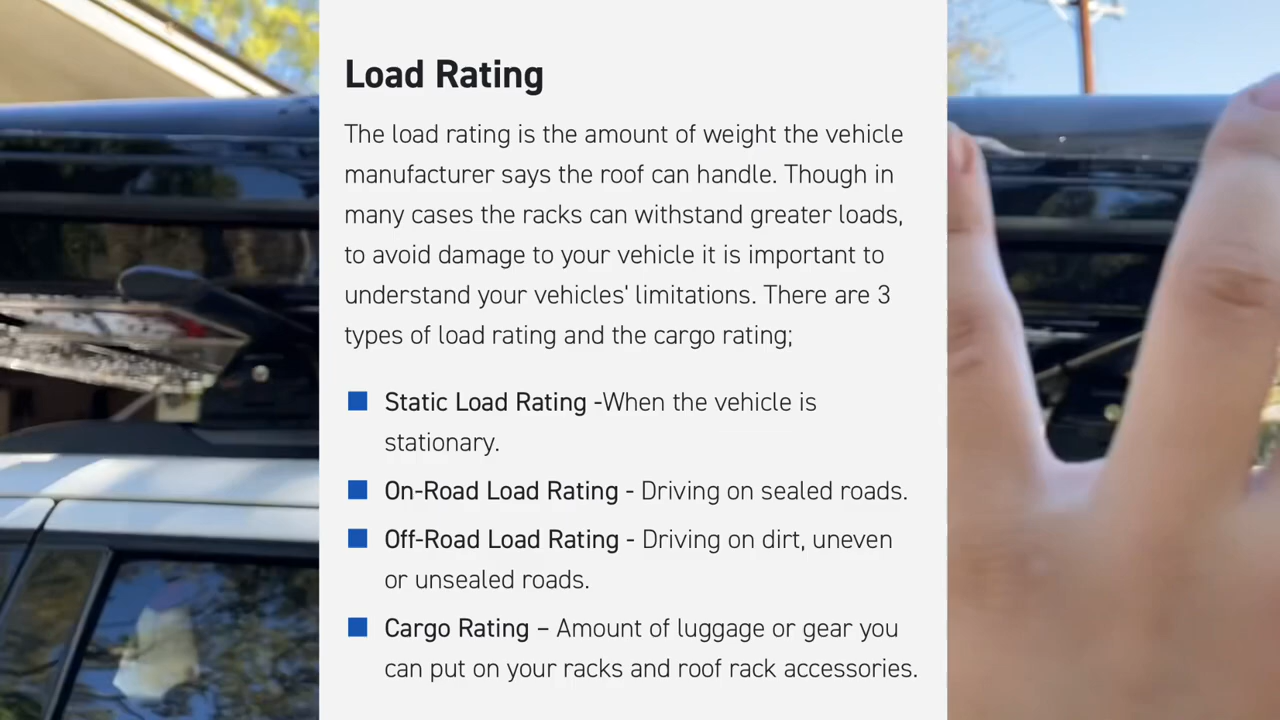 Load Rating
The load rating is the amount of weight the vehicle
manufacturer says the roof can handle. Though in
many cases the racks can withstand greater loads,
to avoid damage to your vehicle it is important to
understand your vehicles' limitations. There are 3
types of load rating and the cargo rating;
Static Load Rating -When the vehicle is
stationary.
On-Road Load Rating - Driving on sealed roads.
Off-Road Load Rating - Driving on dirt, uneven
or unsealed roads.
Cargo Rating – Amount of luggage or gear you
can put on your racks and roof rack accessories.